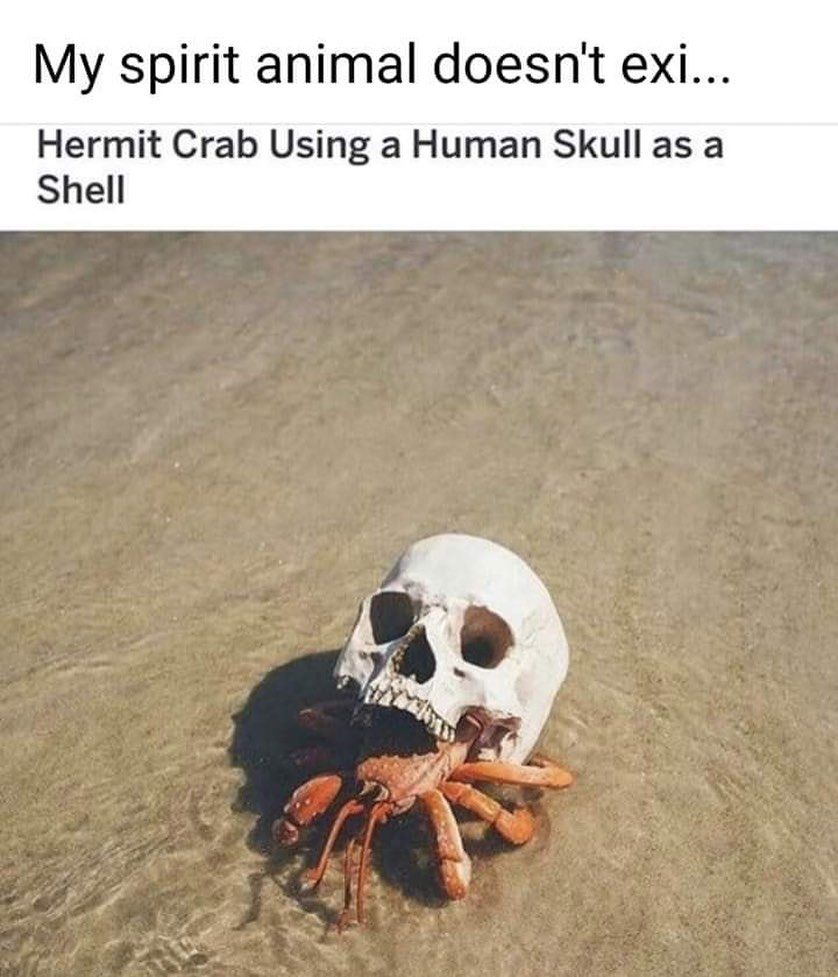 My spirit animal doesn't exi...
Hermit Crab Using a Human Skull as a
Shell